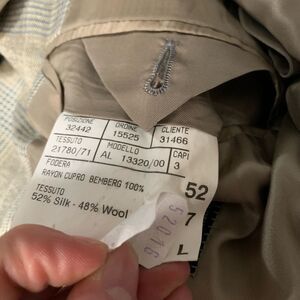 POSIZIONE ORDINE CLIENTE
32442 15525 31466
TESSUTO MODELLO CAPI
21780/71 AL 13320/00 3
FODERA
RAYON CUPRO BEMBERG 100%
TESSUTO
52% Silk - 48% Wool
52
7
L
52016